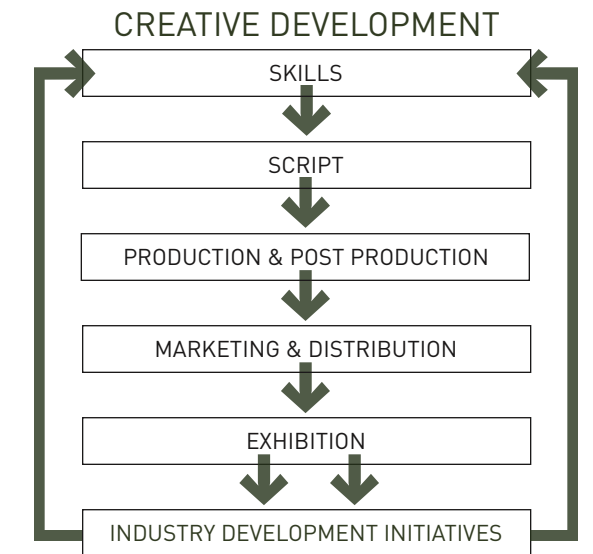 CREATIVE DEVELOPMENT
SKILLS
SCRIPT
PRODUCTION & POST PRODUCTION
MARKETING & DISTRIBUTION
EXHIBITION
INDUSTRY DEVELOPMENT INITIATIVES